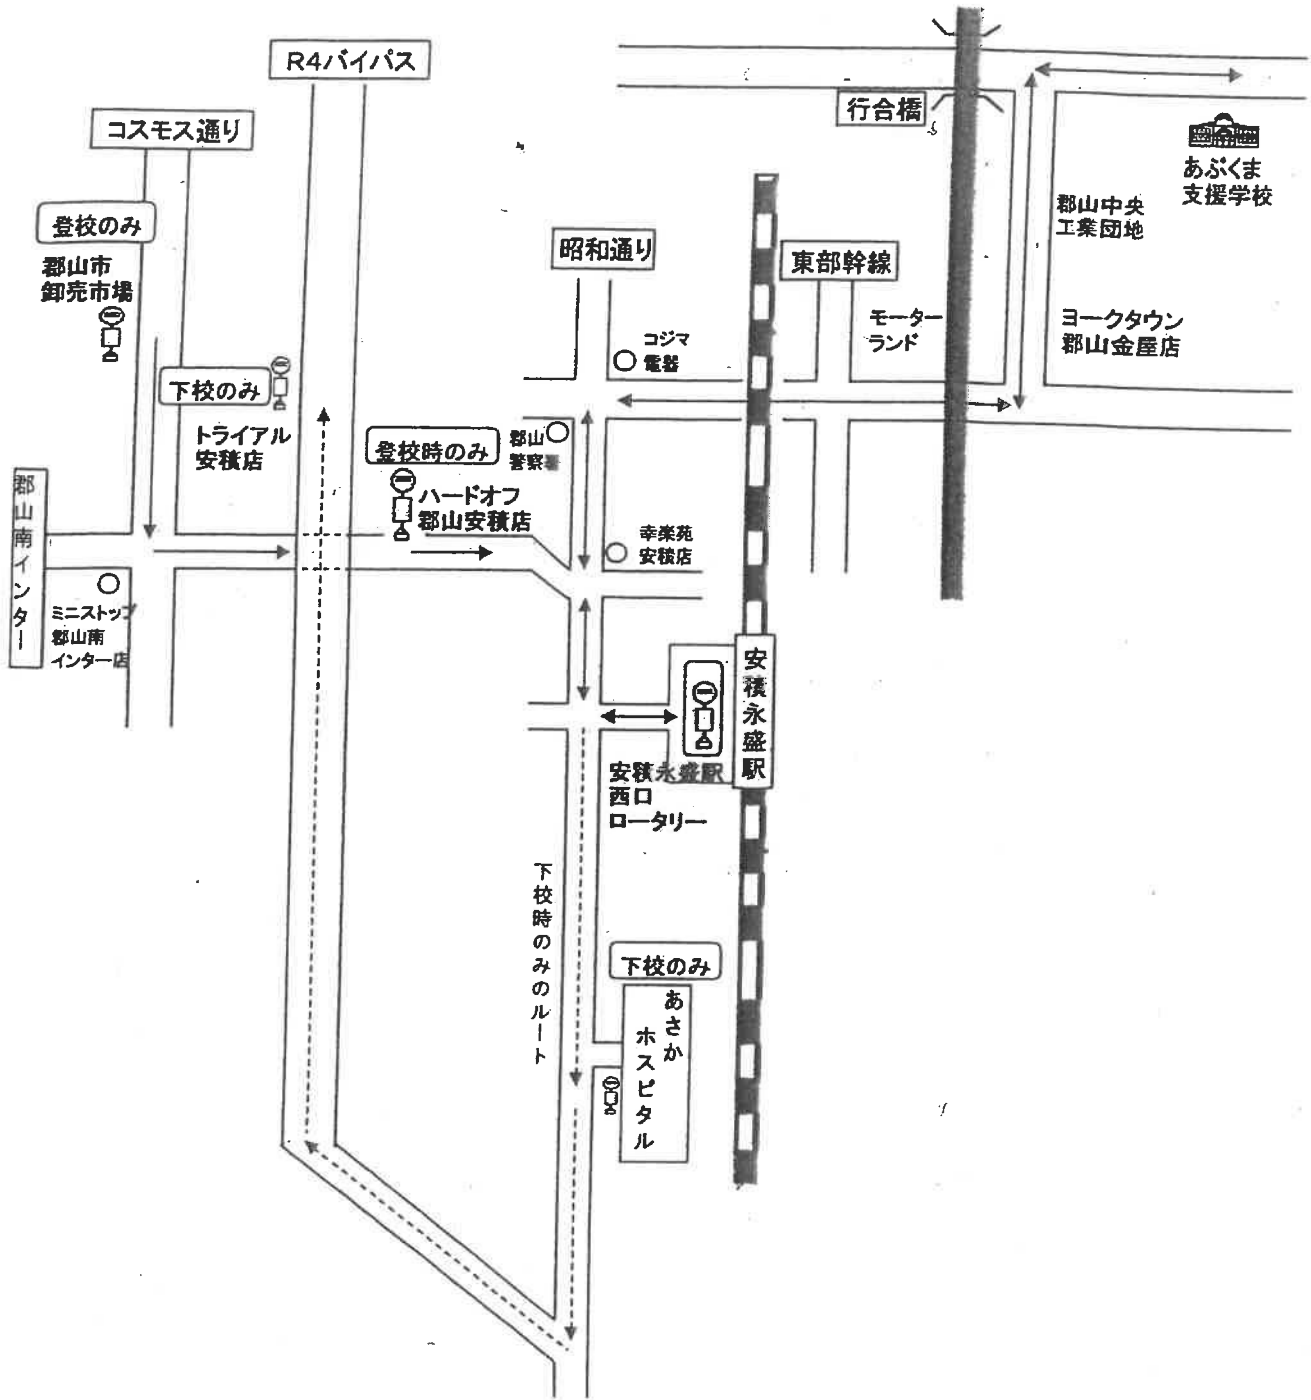 R4バイパス
コスモス通り
行合橋
あぶくま
支援学校
登校のみ
郡山市
卸売市場
昭和通り
東部幹線
郡山中央
工業団地
コジマ
電器
モーター
ランド
ヨークタウン
郡山金屋店
下校のみ
トライアル
安積店
登校時のみ
郡山
警察署
ハードオフ
郡山安積店
幸楽苑
安積店
郡山南インター
ミニストップ
郡山南
インター店
安積永盛駅
安積永盛駅
西口
ロータリー
下校時のみのルート
下校のみ
あさか
ホスピタル